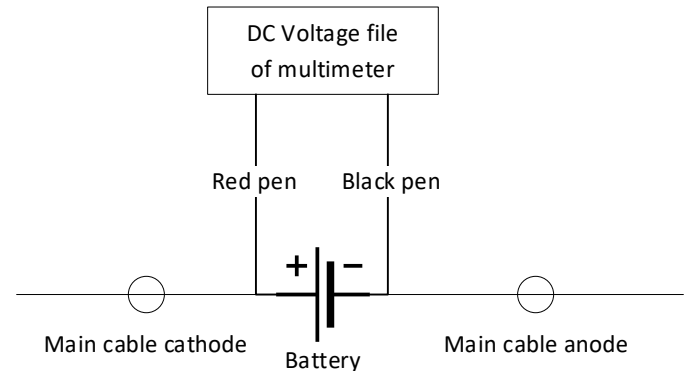 DC Voltage file
of multimeter
Red pen
Black pen
+
−
Main cable cathode
Main cable anode
Battery